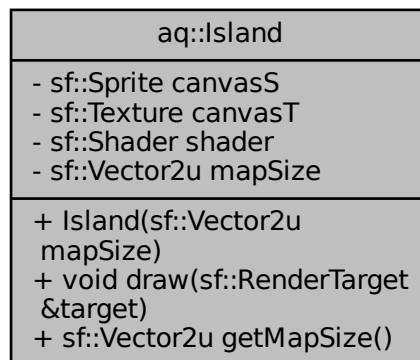 aq::Island
- sf::Sprite canvasS
- sf::Texture canvasT
- sf::Shader shader
- sf::Vector2u mapSize
+ Island(sf::Vector2u
mapSize)
+ void draw(sf::RenderTarget
&target)
+ sf::Vector2u getMapSize()